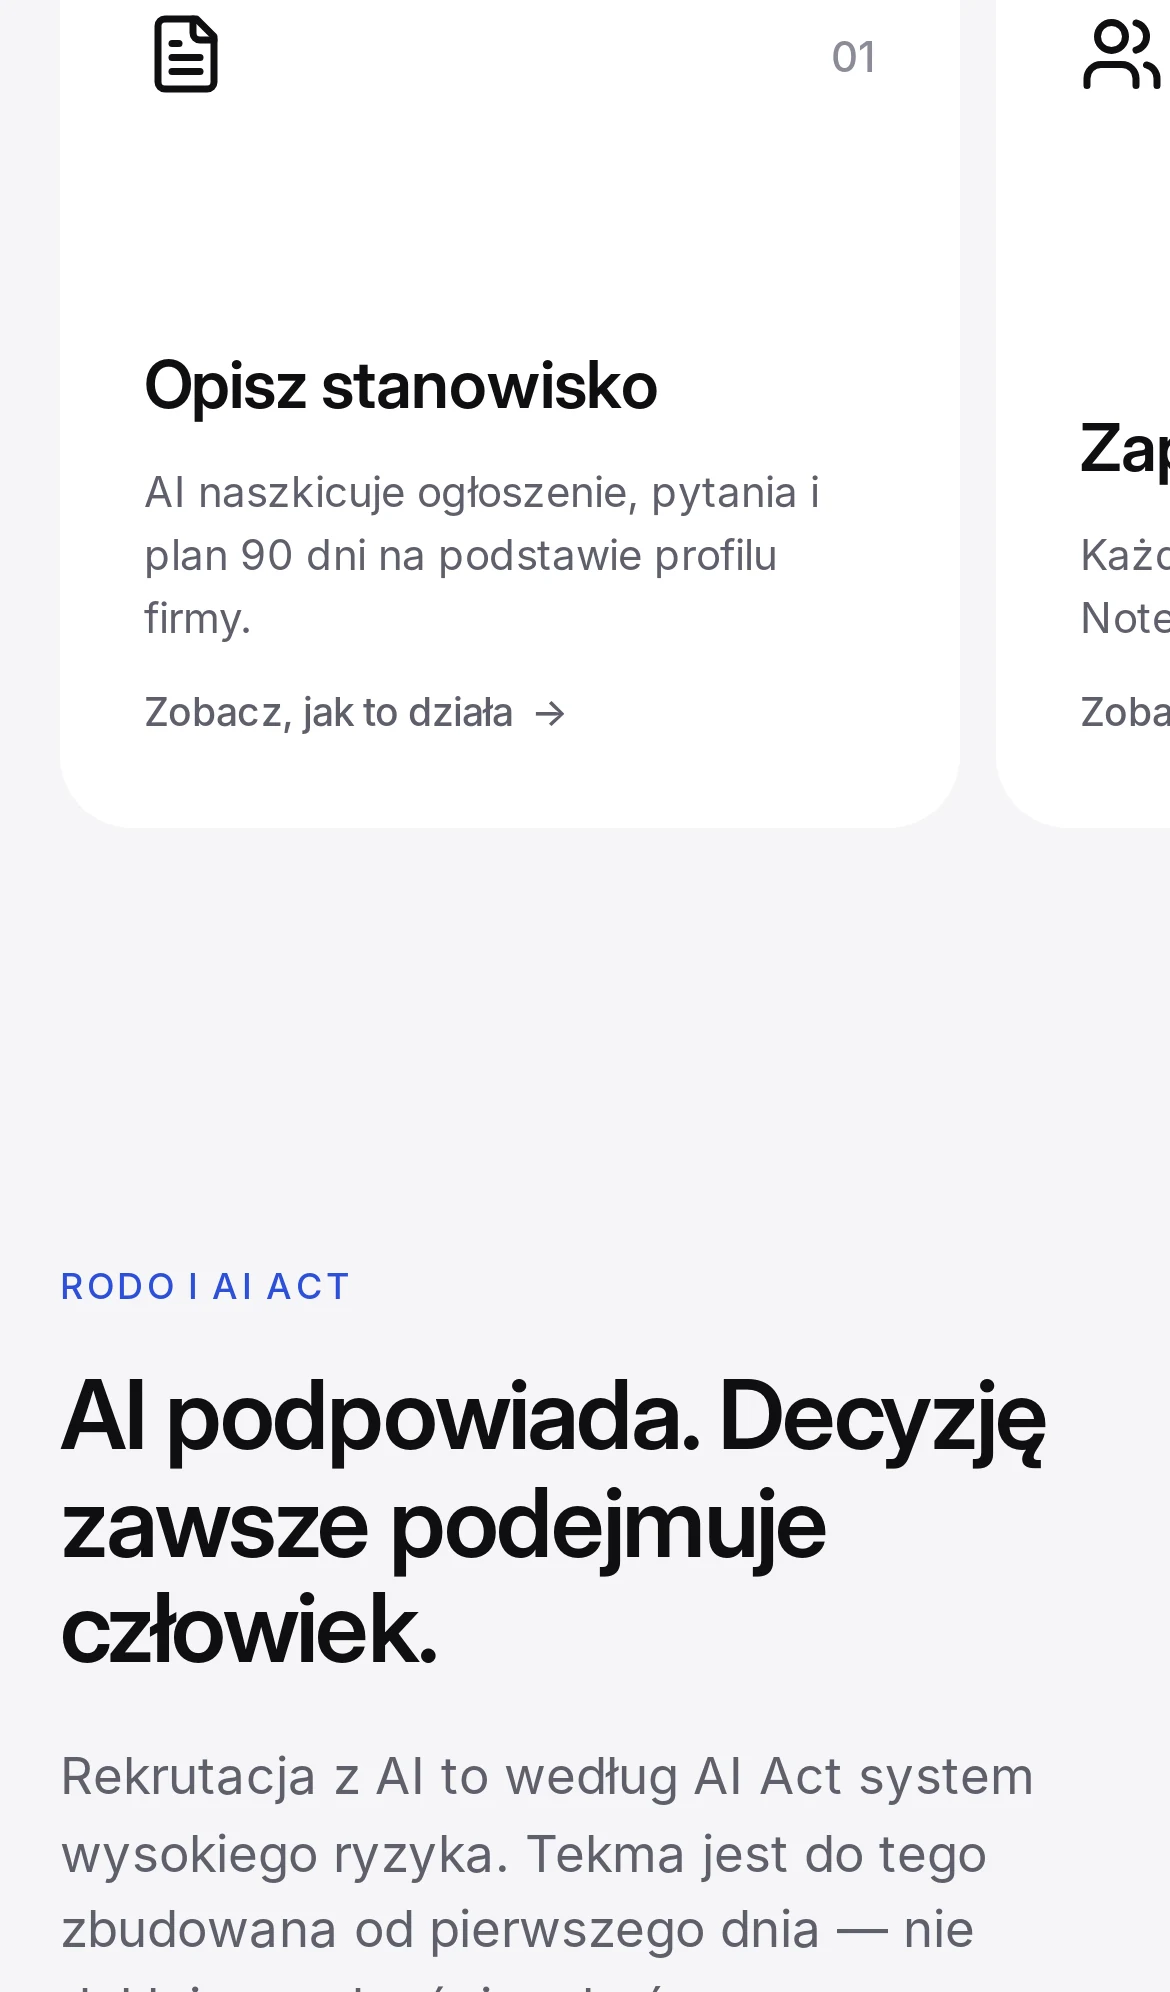 01
Opisz stanowisko
AI naszkicuje ogłoszenie, pytania i
plan 90 dni na podstawie profilu
firmy.
Zobacz, jak to działa →
RODO I AI ACT
AI podpowiada. Decyzję
zawsze podejmuje
człowiek.
Rekrutacja z AI to według AI Act system
wysokiego ryzyka. Tekma jest do tego
zbudowana od pierwszego dnia — nie